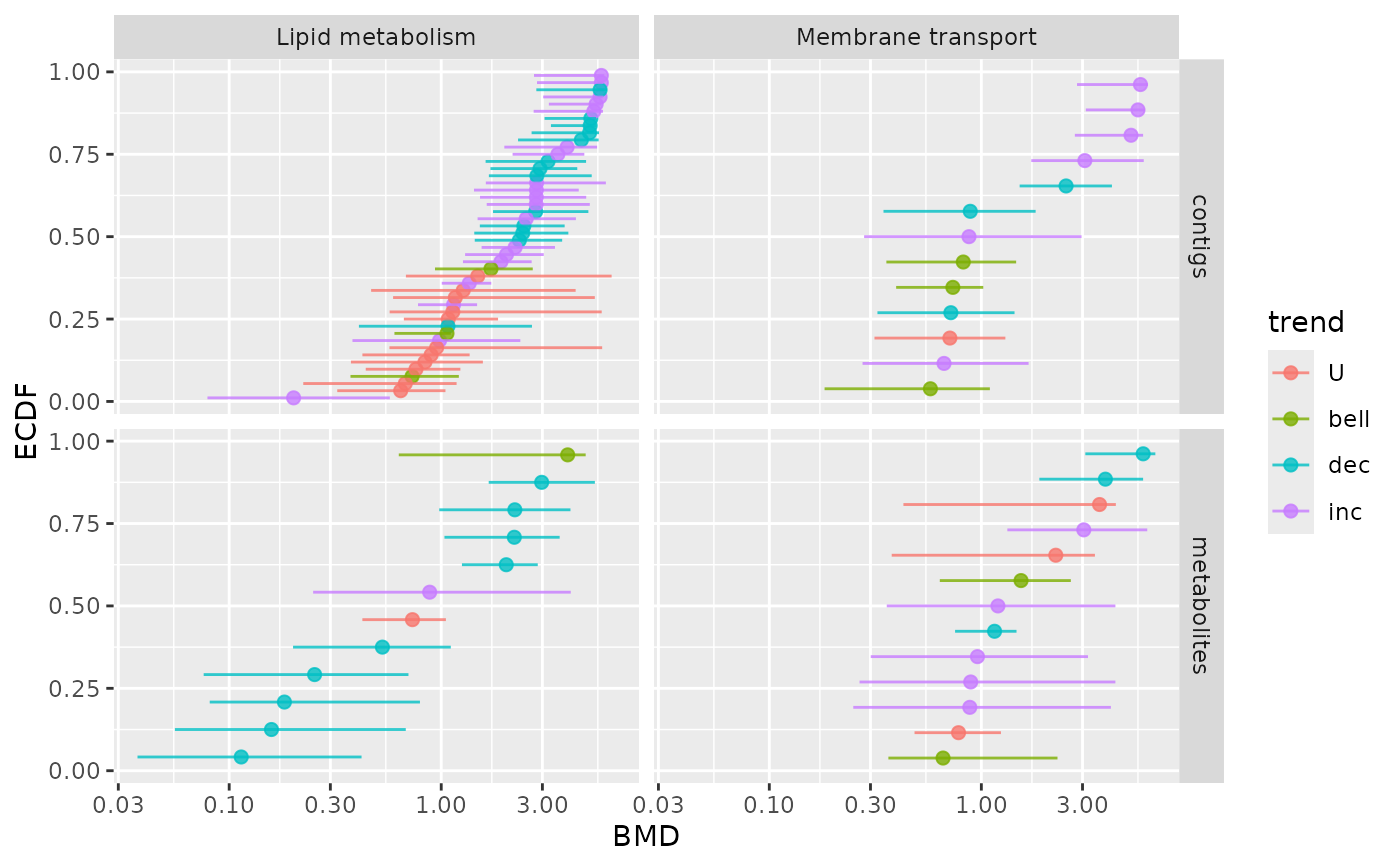 Lipid metabolism
Membrane transport
1.00
0.75
0.50
0.25
0.00
contigs
1.00
0.75
0.50
0.25
0.00
metabolites
ECDF
0.03 0.10 0.30 1.00 3.00
0.03 0.10 0.30 1.00 3.00
BMD
trend
U
bell
dec
inc